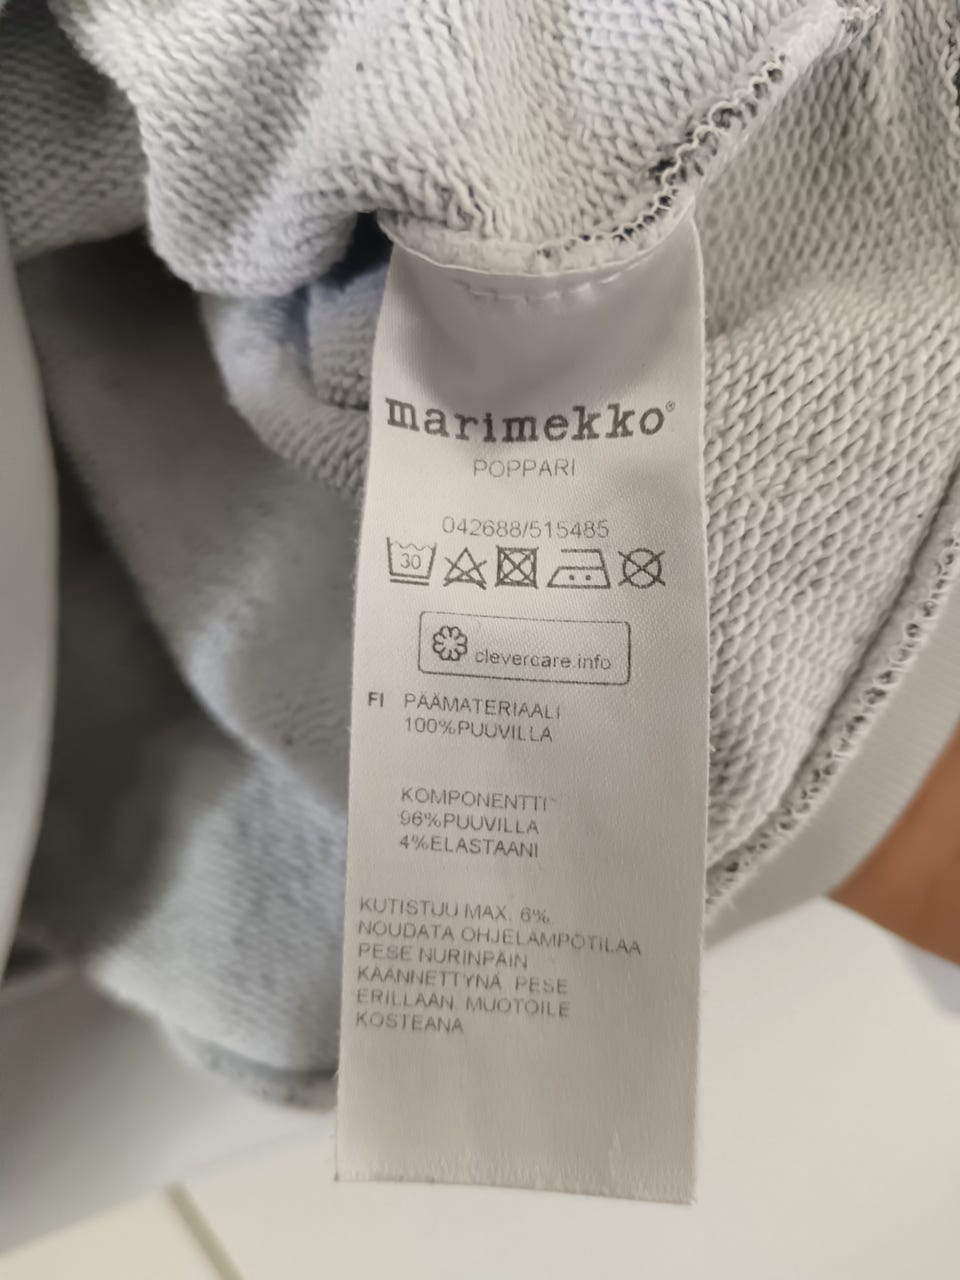 marimekko®
POPPARI
042688/515485
30
clevercare.info
FI PÄÄMATERIAALI
100%PUUVILLA
KOMPONENTTI
96%PUUVILLA
4%ELASTAANI
KUTISTUU MAX. 6%.
NOUDATA OHJELÄMPÖTILAA
PESE NURINPÄIN
KÄÄNNETTYNÄ. PESE
ERILLÄÄN. MUOTOILE
KOSTEANA